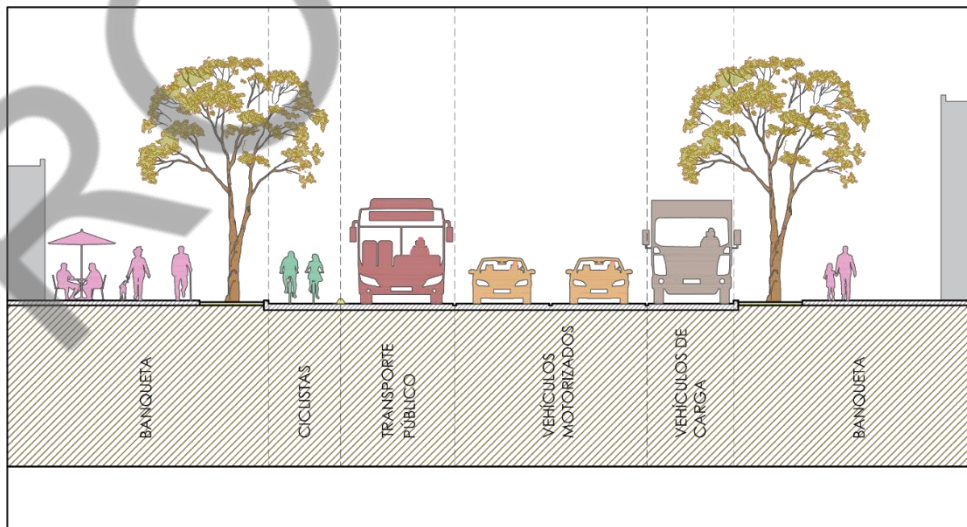 BANQUETA
CICLISTAS
TRANSPORTE
PÚBLICO
VEHÍCULOS
MOTORIZADOS
VEHÍCULOS DE
CARGA
BANQUETA